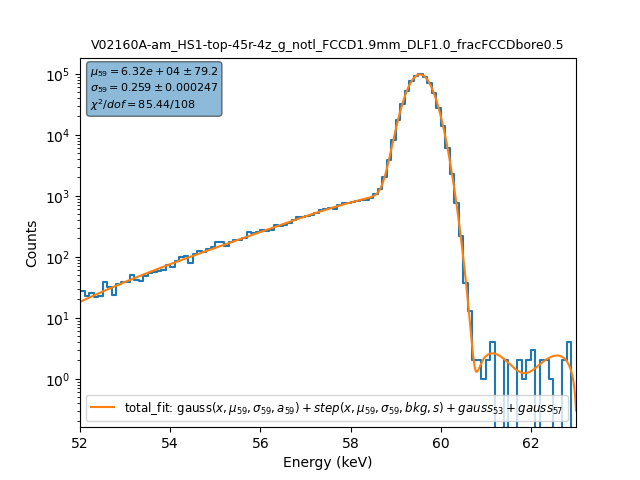 V02160A-am_HS1-top-45r-4z_g_notl_FCCD1.9mm_DLF1.0_fracFCCDbore0.5
μ₅₉ = 6.32e + 04 ± 79.2
σ₅₉ = 0.259 ± 0.000247
χ²/dof = 85.44/108
Counts
10⁵
10⁴
10³
10²
10¹
10⁰
total_fit: gauss(x, μ₅₉, σ₅₉, a₅₉) + step(x, μ₅₉, σ₅₉, bkg, s) + gauss₅₃ + gauss₅₇
52 54 56 58 60 62
Energy (keV)